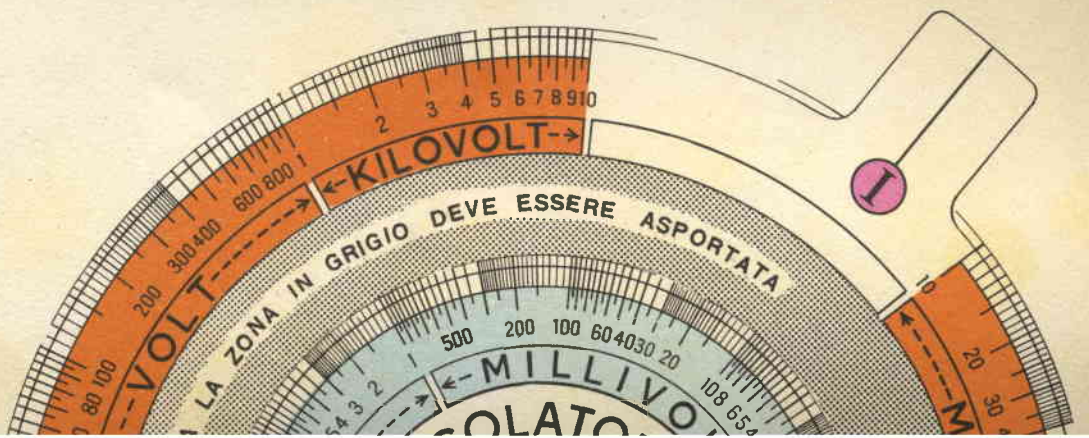 80 100 200 300 400 600 800 1 2 3 4 5 6 7 8 9 10
VOLT
KILOVOLT
I
10 20 30
LA ZONA IN GRIGIO DEVE ESSERE ASPORTATA
5 4 3 2 1 500 200 100 60 40 30 20 10 8 6 5 4